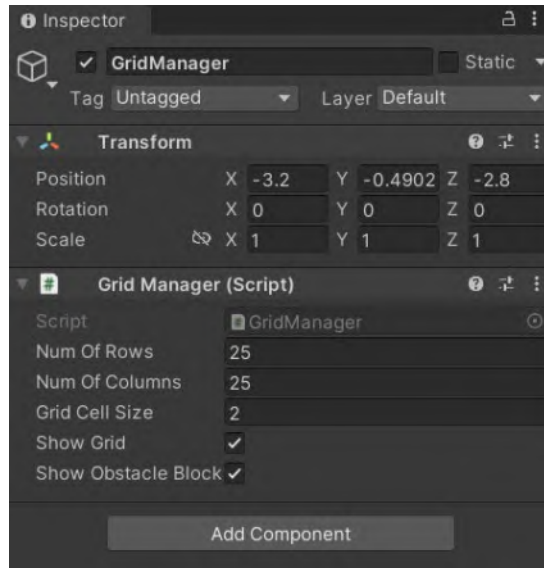 Inspector
GridManager Static
Tag Untagged Layer Default
Transform
Position X -3.2 Y -0.4902 Z -2.8
Rotation X 0 Y 0 Z 0
Scale X 1 Y 1 Z 1
# Grid Manager (Script)
Script # GridManager
Num Of Rows 25
Num Of Columns 25
Grid Cell Size 2
Show Grid
Show Obstacle Block
Add Component